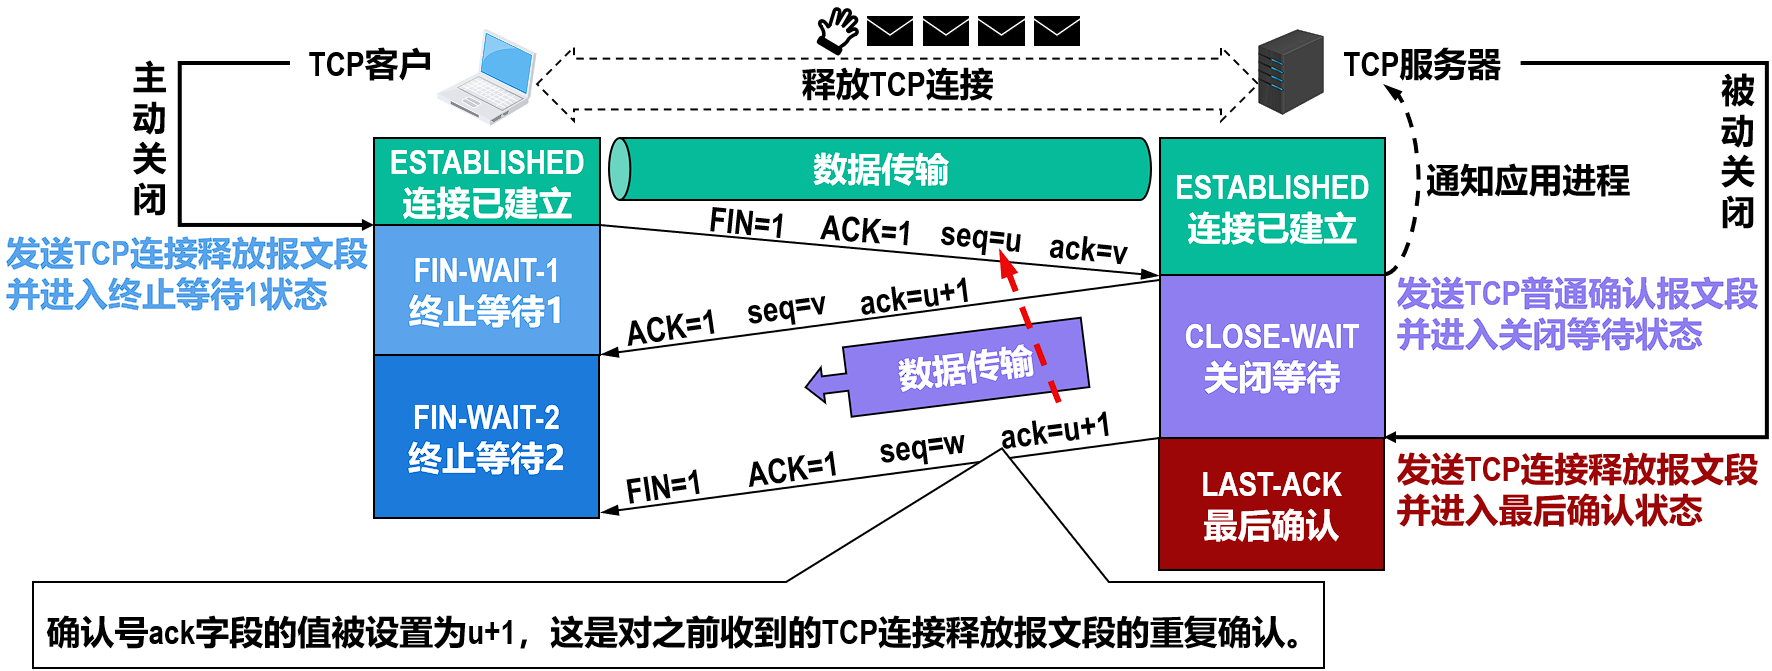 TCP客户
释放TCP连接
TCP服务器
主动关闭
被动关闭
ESTABLISHED
连接已建立
数据传输
ESTABLISHED
连接已建立
通知应用进程
FIN=1 ACK=1 seq=u ack=v
发送TCP连接释放报文段
并进入终止等待1状态
FIN-WAIT-1
终止等待1
ACK=1 seq=v ack=u+1
发送TCP普通确认报文段
并进入关闭等待状态
CLOSE-WAIT
关闭等待
数据传输
FIN-WAIT-2
终止等待2
FIN=1 ACK=1 seq=w ack=u+1
LAST-ACK
最后确认
发送TCP连接释放报文段
并进入最后确认状态
确认号ack字段的值被设置为u+1，这是对之前收到的TCP连接释放报文段的重复确认。